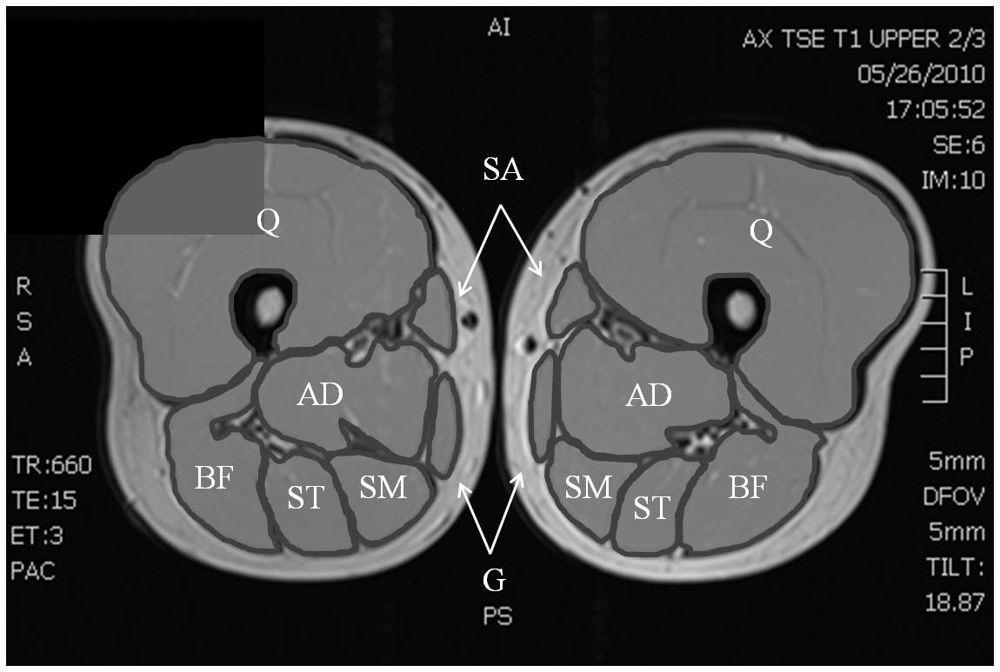 AI
AX TSE T1 UPPER 2/3
05/26/2010
17:05:52
SE:6
IM:10
SA
Q
Q
R
S
A
L
I
P
AD
AD
TR:660
TE:15
ET:3
PAC
BF
ST
SM
SM
ST
BF
5mm
DFOV
5mm
TILT:
18.87
G
PS